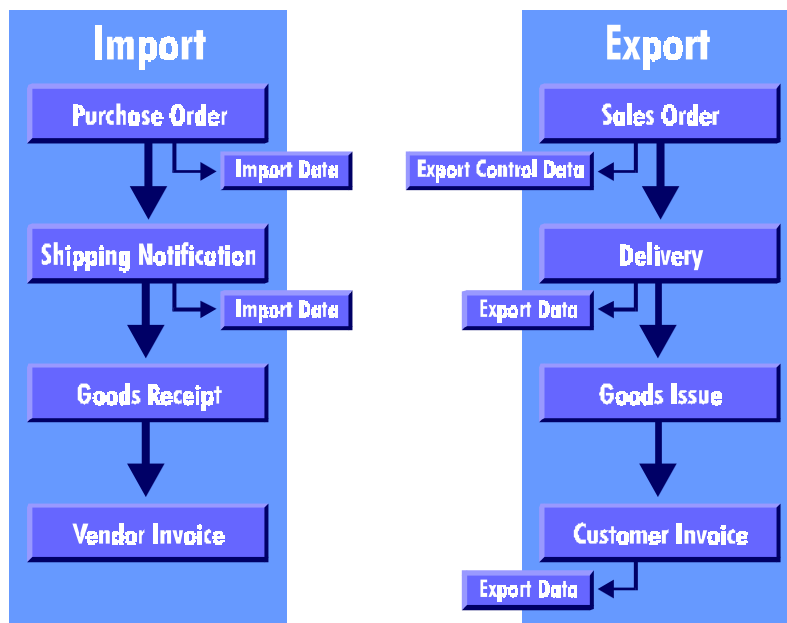 Import
Purchase Order
Import Data
Shipping Notification
Import Data
Goods Receipt
Vendor Invoice
Export
Sales Order
Export Control Data
Delivery
Export Data
Goods Issue
Customer Invoice
Export Data